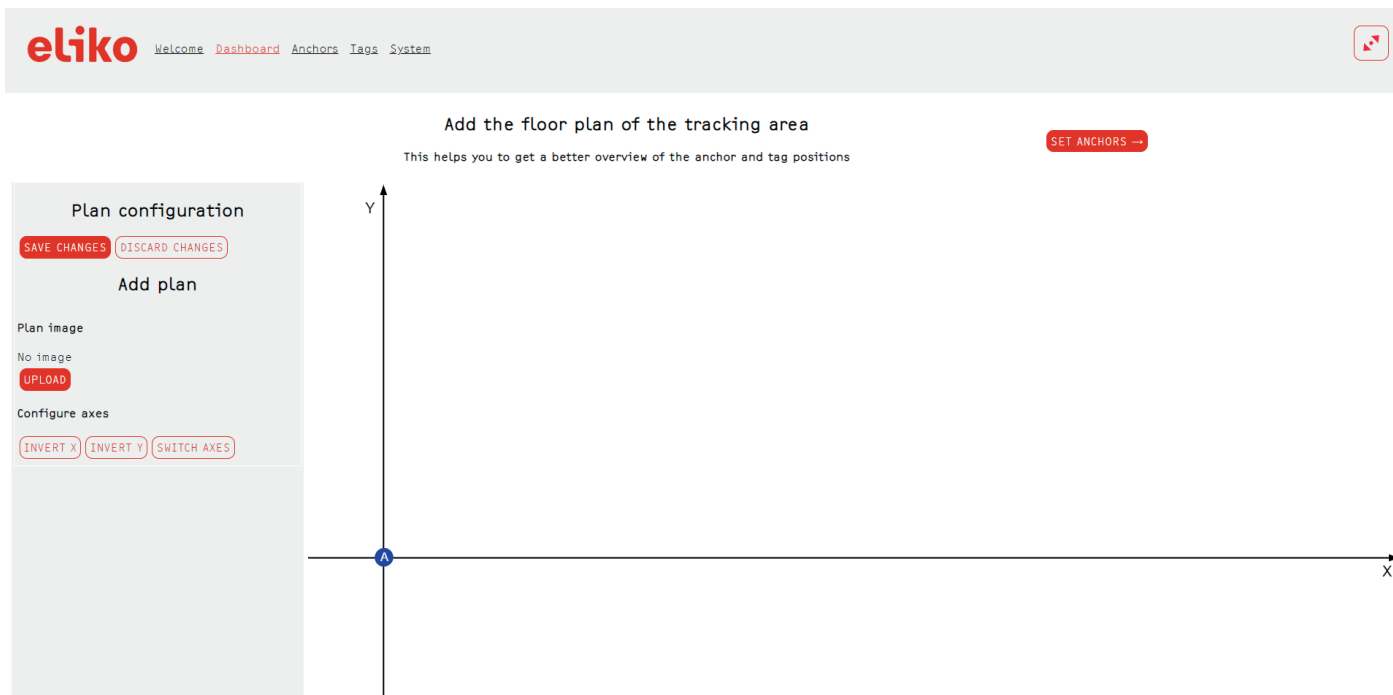 eliko Welcome Dashboard Anchors Tags System
Add the floor plan of the tracking area
SET ANCHORS →
This helps you to get a better overview of the anchor and tag positions
Plan configuration
SAVE CHANGES DISCARD CHANGES
Add plan
Plan image
No image
UPLOAD
Configure axes
INVERT X INVERT Y SWITCH AXES
Y
A
X